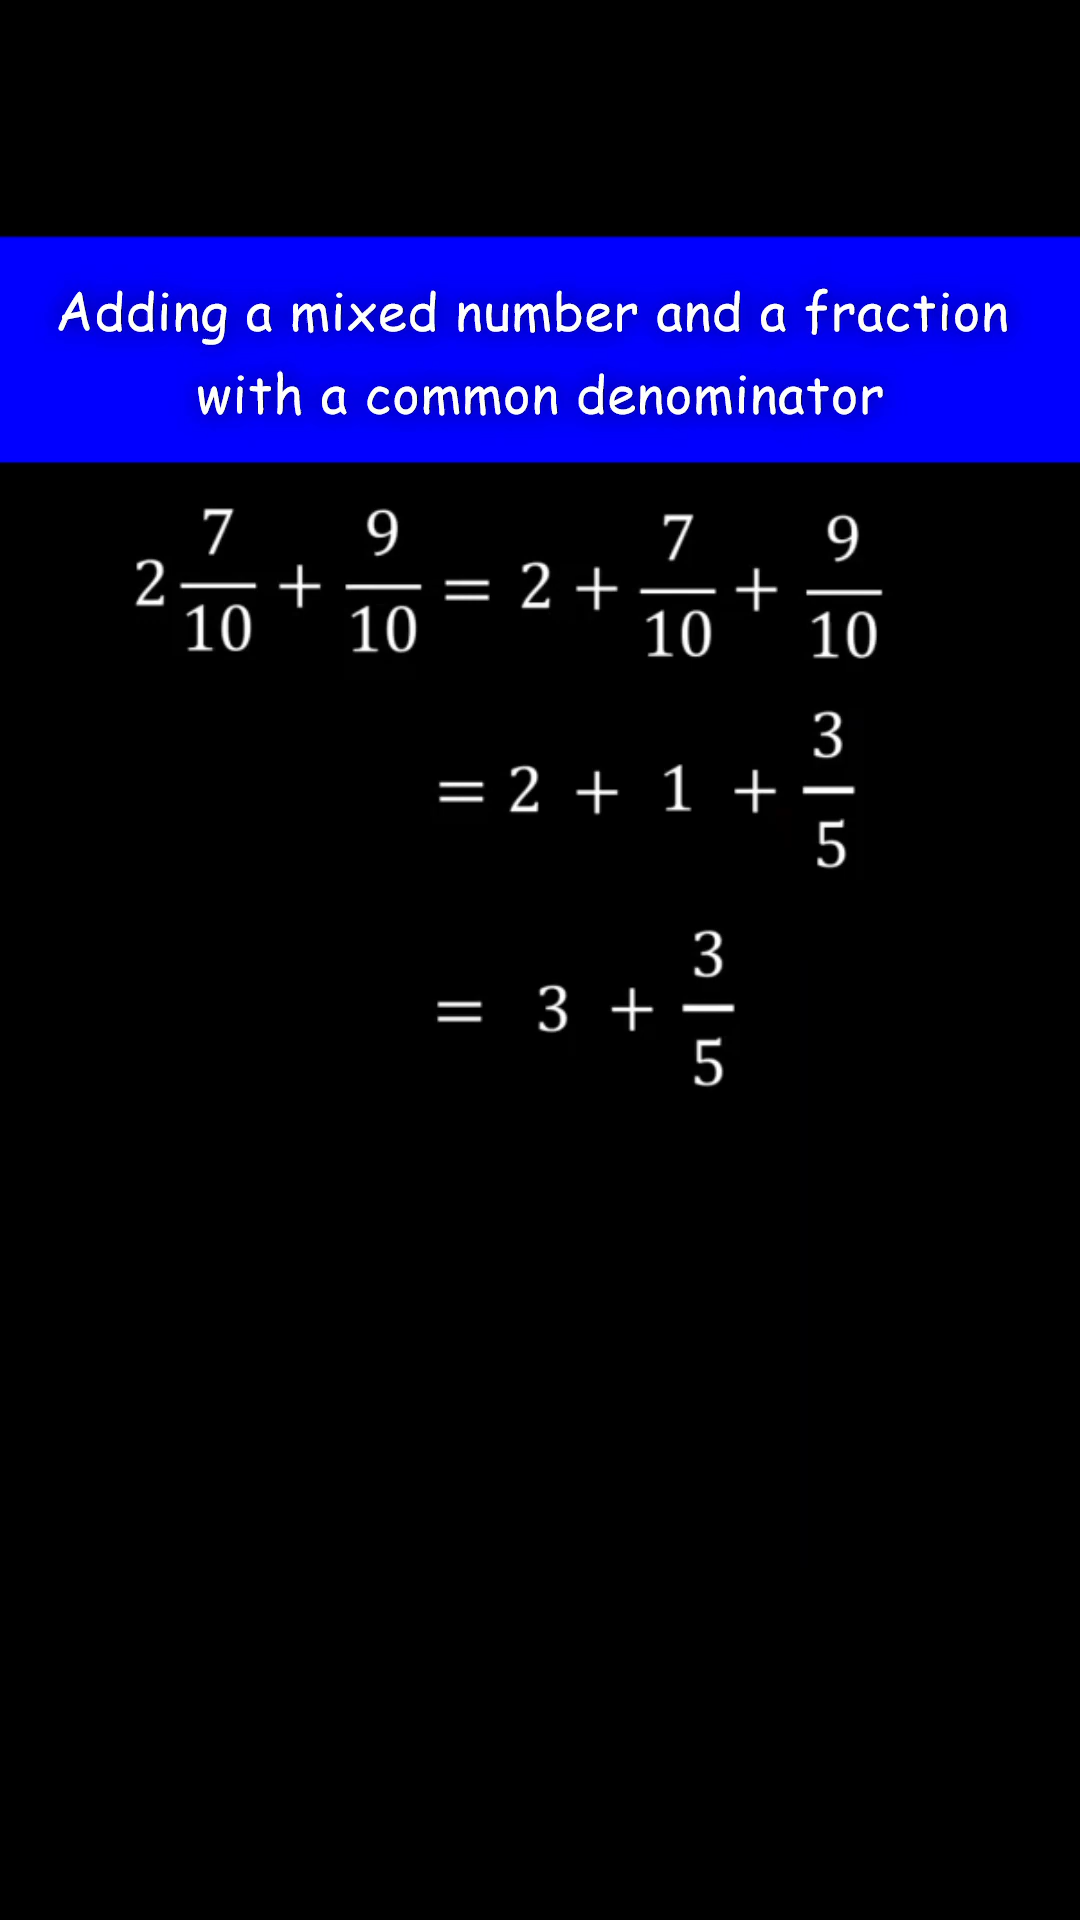 Adding a mixed number and a fraction
with a common denominator
2 7/10 + 9/10 = 2 + 7/10 + 9/10
= 2 + 1 + 3/5
= 3 + 3/5